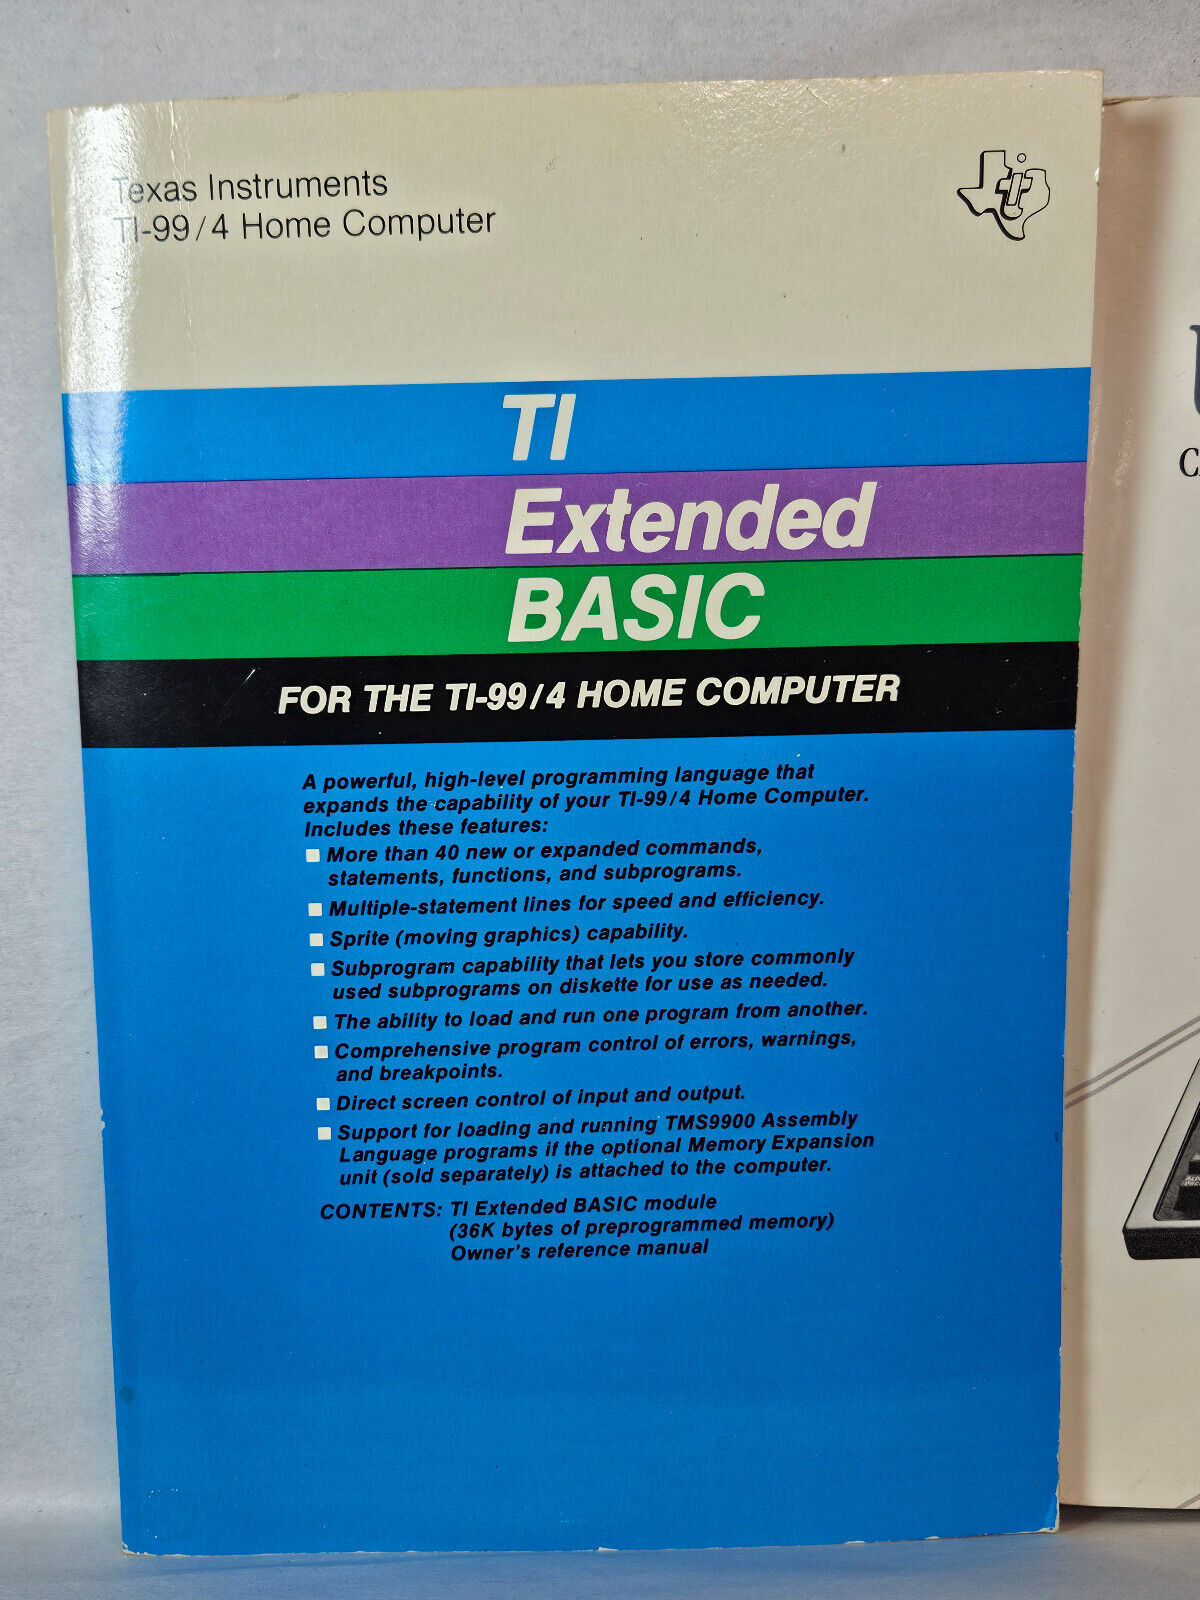 Texas Instruments
TI-99/4 Home Computer
TI
Extended
BASIC
FOR THE TI-99/4 HOME COMPUTER
A powerful, high-level programming language that
expands the capability of your TI-99/4 Home Computer.
Includes these features:
More than 40 new or expanded commands,
statements, functions, and subprograms.
Multiple-statement lines for speed and efficiency.
Sprite (moving graphics) capability.
Subprogram capability that lets you store commonly
used subprograms on diskette for use as needed.
The ability to load and run one program from another.
Comprehensive program control of errors, warnings,
and breakpoints.
Direct screen control of input and output.
Support for loading and running TMS9900 Assembly
Language programs if the optional Memory Expansion
unit (sold separately) is attached to the computer.
CONTENTS: TI Extended BASIC module
(36K bytes of preprogrammed memory)
Owner's reference manual